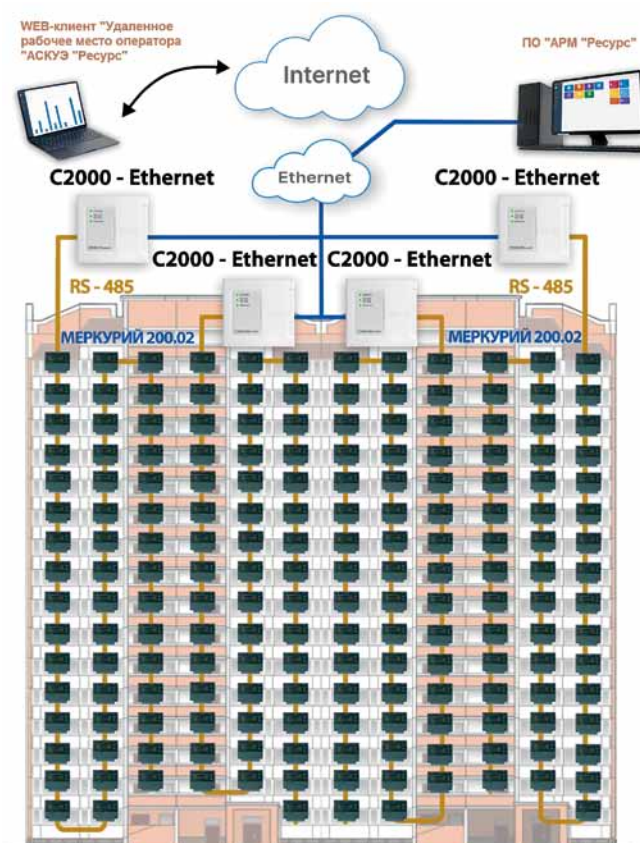 WEB-клиент "Удаленное
рабочее место оператора
"АСКУЭ "Ресурс"
Internet
ПО "АРМ "Ресурс"
Ethernet
C2000 - Ethernet
C2000 - Ethernet
C2000 - Ethernet
C2000 - Ethernet
RS - 485
RS - 485
МЕРКУРИЙ 200.02
МЕРКУРИЙ 200.02